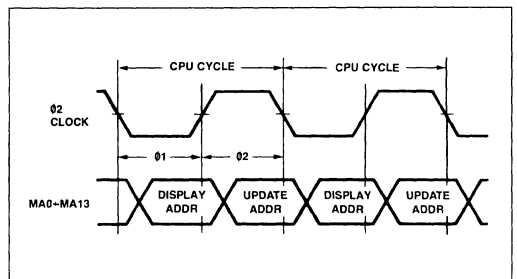 CPU CYCLE CPU CYCLE
Ø2
CLOCK
Ø1 Ø2
MA0-MA13
DISPLAY
ADDR
UPDATE
ADDR
DISPLAY
ADDR
UPDATE
ADDR